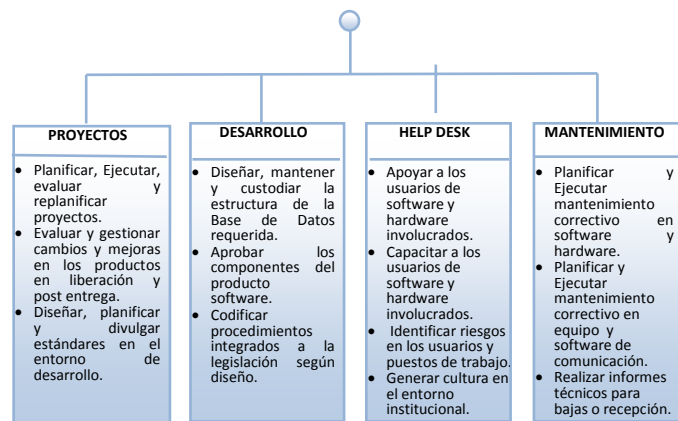 PROYECTOS
• Planificar, Ejecutar,
evaluar y
replanificar
proyectos.
• Evaluar y gestionar
cambios y mejoras
en los productos
en liberación y
post entrega.
• Diseñar, planificar
y divulgar
estándares en el
entorno de
desarrollo.
DESARROLLO
• Diseñar, mantener
y custodiar la
estructura de la
Base de Datos
requerida.
• Aprobar los
componentes del
producto
software.
• Codificar
procedimientos
integrados a la
legislación según
diseño.
HELP DESK
• Apoyar a los
usuarios de
software y
hardware
involucrados.
• Capacitar a los
usuarios de
software y
hardware
involucrados.
• Identificar riesgos
en los usuarios y
puestos de trabajo.
• Generar cultura en
el entorno
institucional.
MANTENIMIENTO
• Planificar y
Ejecutar
mantenimiento
correctivo en
software y
hardware.
• Planificar y
Ejecutar
mantenimiento
correctivo en
equipo y
software de
comunicación.
• Realizar informes
técnicos para
bajas o recepción.